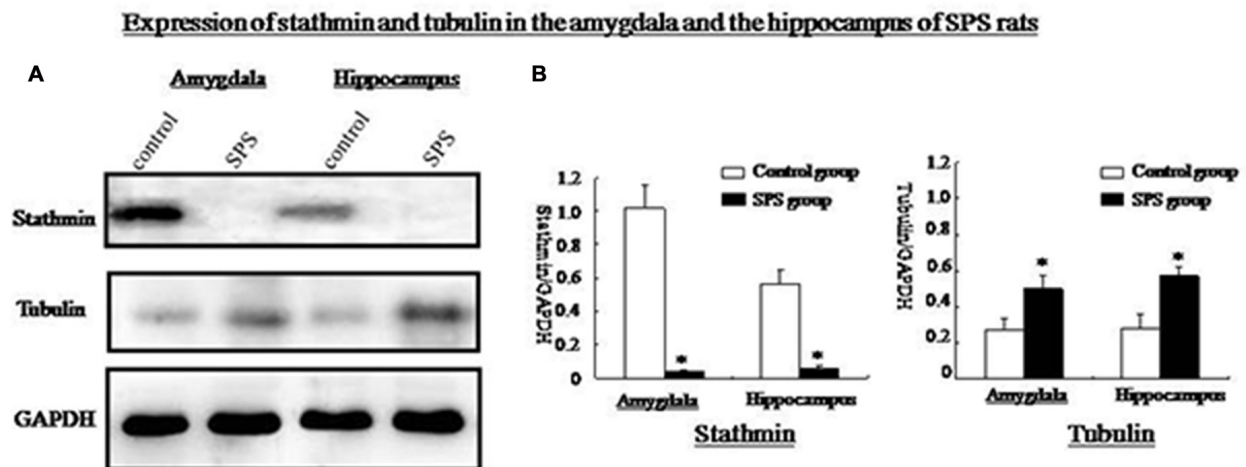 Expression of stathmin and tubulin in the amygdala and the hippocampus of SPS rats
A
Amygdala Hippocampus
control SPS control SPS
Stathmin
Tubulin
GAPDH
B
Control group
SPS group
Stathmin/GAPDH
1.2
1.0
0.8
0.6
0.4
0.2
0
*
*
Amygdala Hippocampus
Stathmin
Control group
SPS group
Tubulin/GAPDH
1.2
1.0
0.8
0.6
0.4
0.2
0
*
*
Amygdala Hippocampus
Tubulin